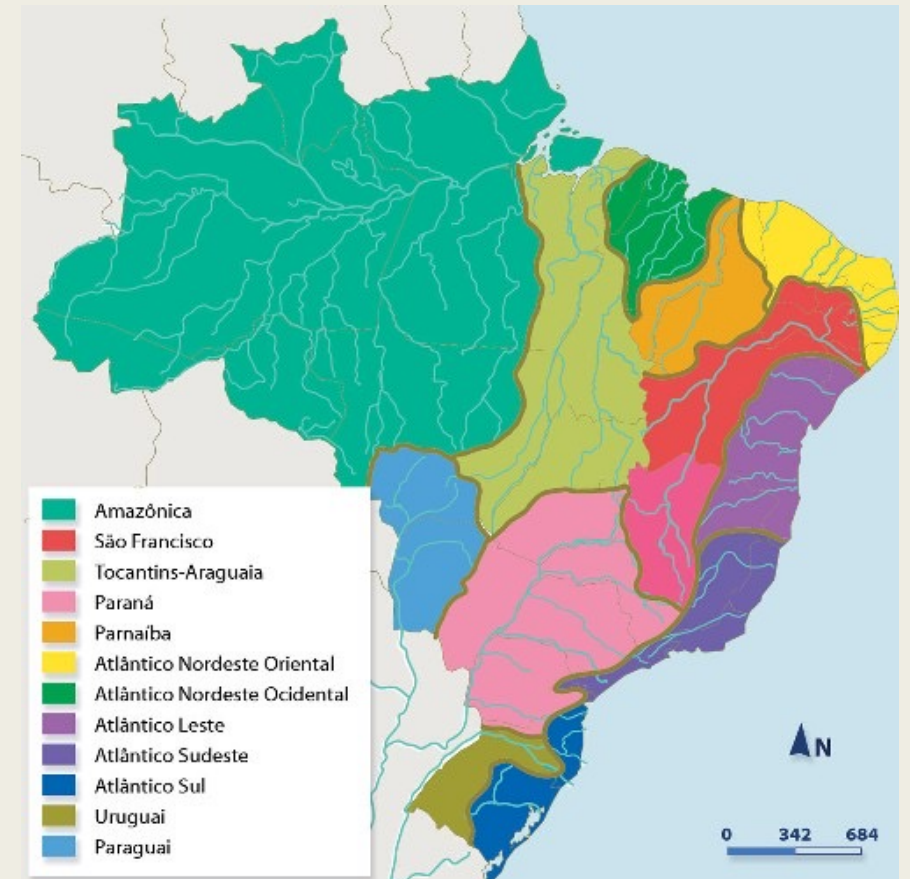 Amazônica
São Francisco
Tocantins-Araguaia
Paraná
Parnaíba
Atlântico Nordeste Oriental
Atlântico Nordeste Ocidental
Atlântico Leste
Atlântico Sudeste
Atlântico Sul
Uruguai
Paraguai
N
0 342 684